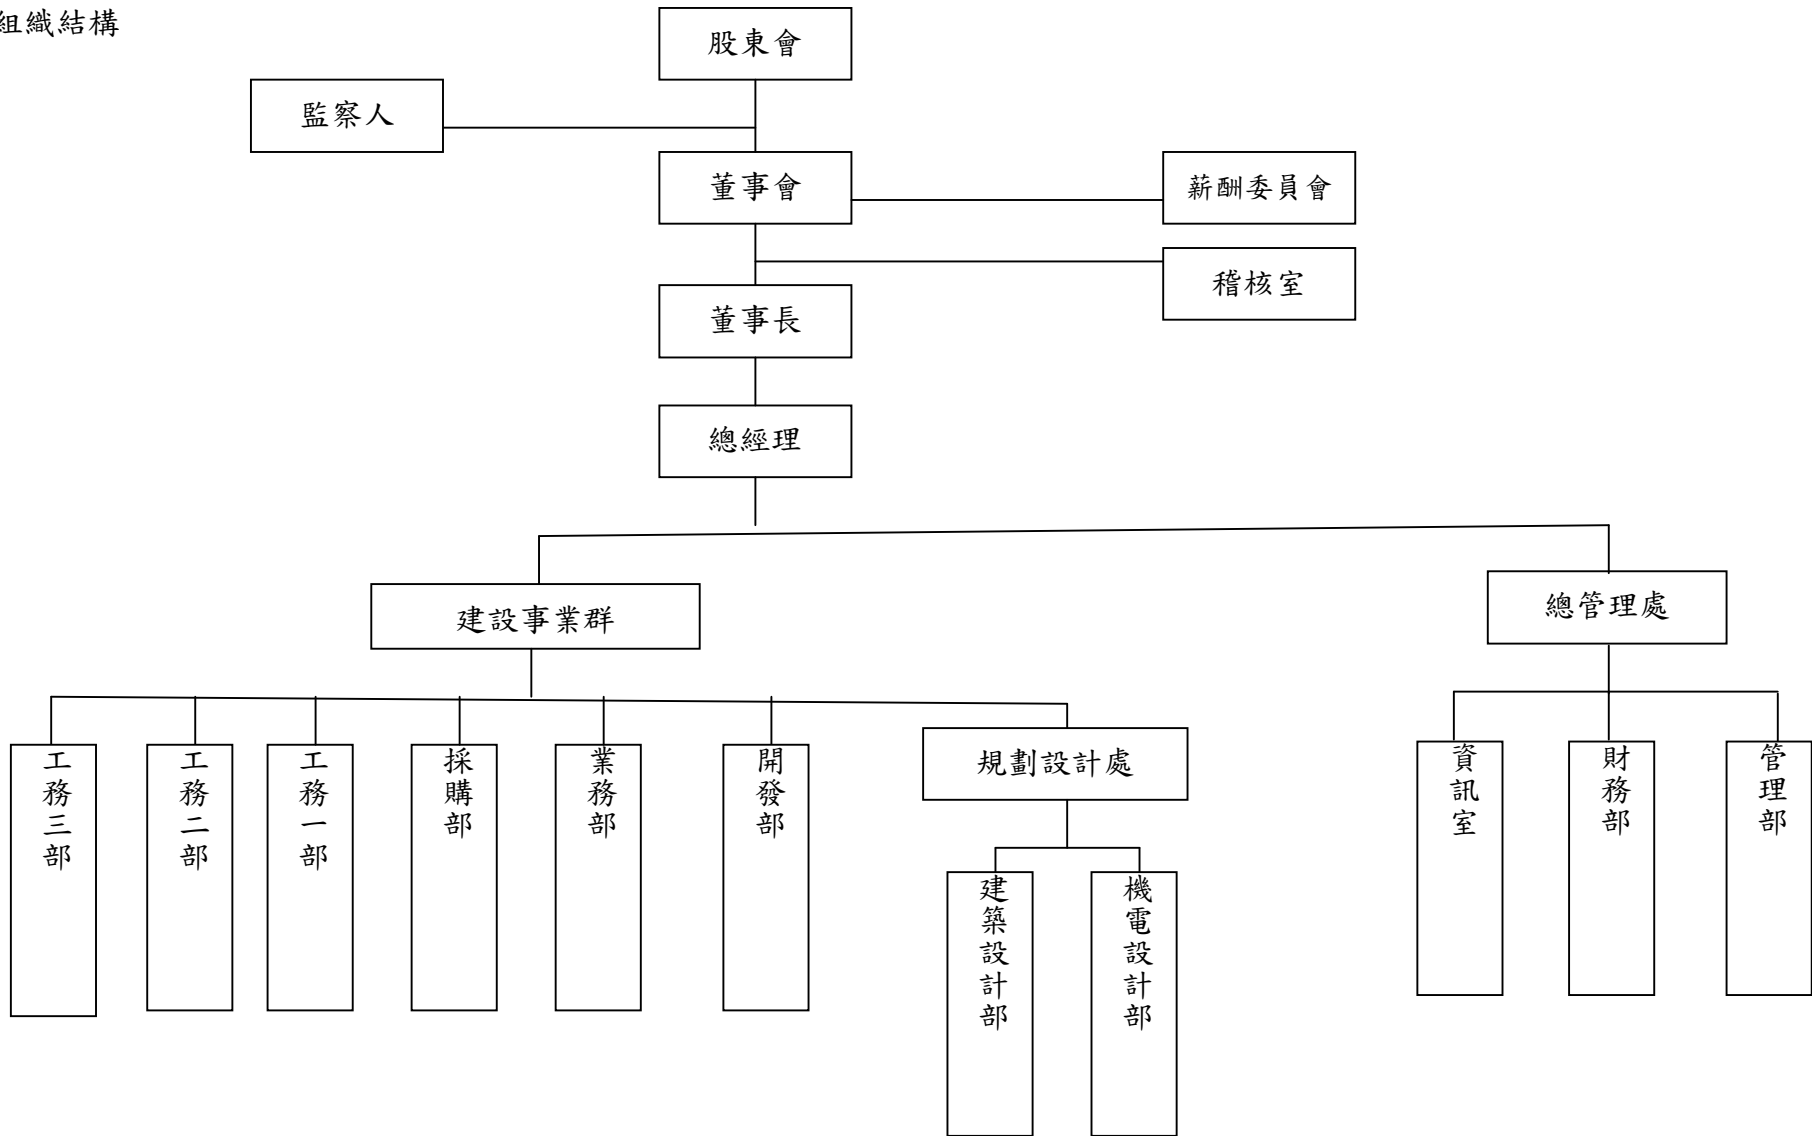 組織結構
股東會
監察人
董事會
薪酬委員會
稽核室
董事長
總經理
建設事業群
總管理處
工務三部
工務二部
工務一部
採購部
業務部
開發部
規劃設計處
資訊室
財務部
管理部
建築設計部
機電設計部